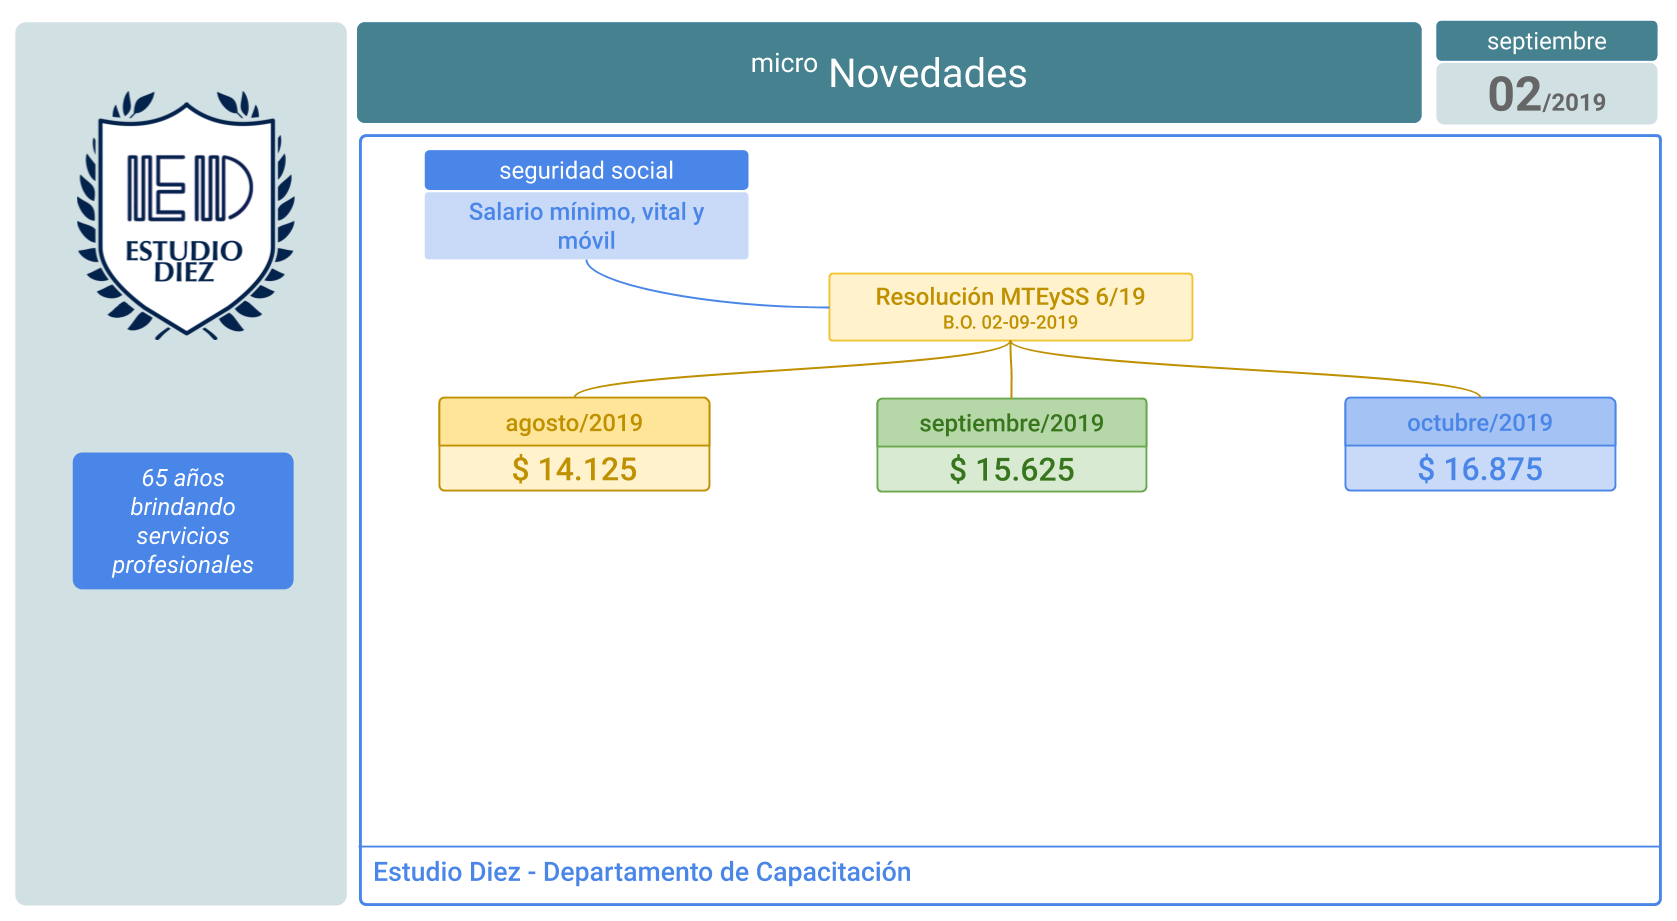 ED
ESTUDIO
DIEZ
65 años
brindando
servicios
profesionales
micro Novedades
septiembre
02/2019
seguridad social
Salario mínimo, vital y
móvil
Resolución MTEySS 6/19
B.O. 02-09-2019
agosto/2019
$ 14.125
septiembre/2019
$ 15.625
octubre/2019
$ 16.875
Estudio Diez - Departamento de Capacitación